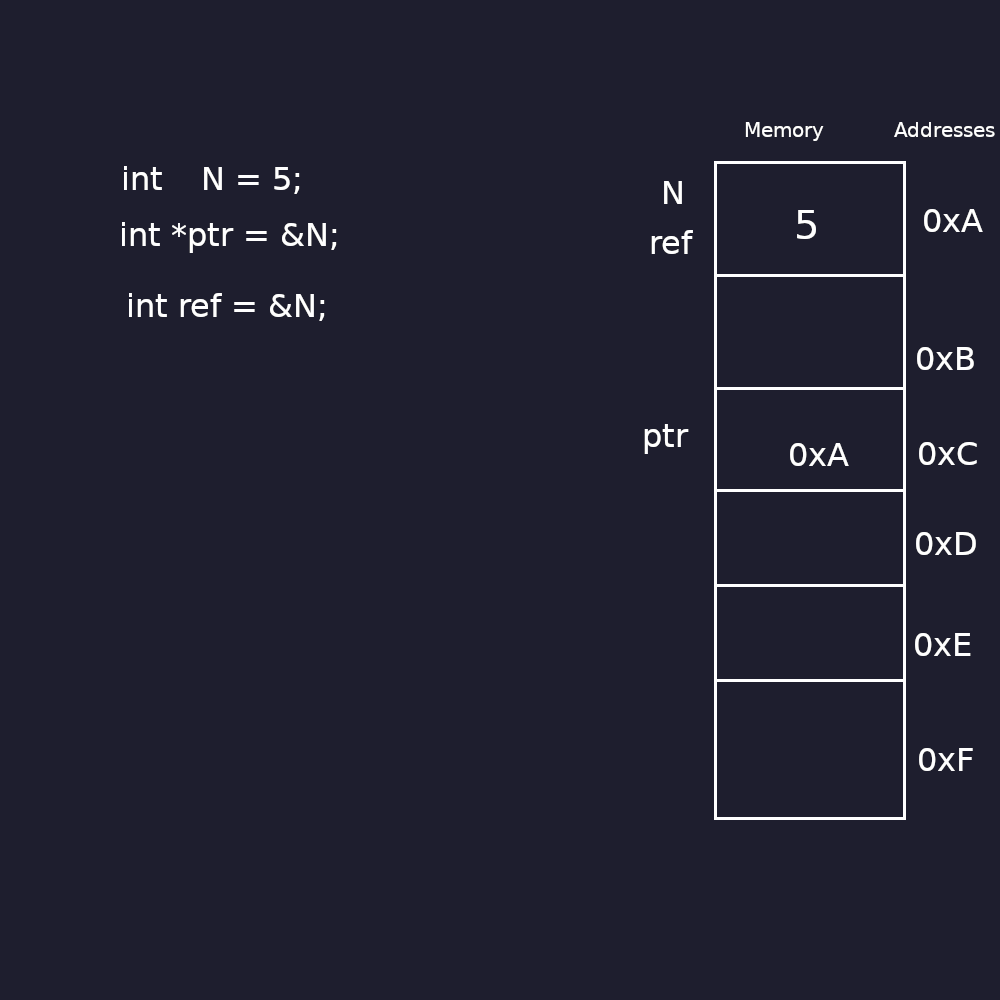 Memory Addresses
int N = 5;
int *ptr = &N;
int ref = &N;
N
ref
5
0xA
0xB
ptr
0xA
0xC
0xD
0xE
0xF